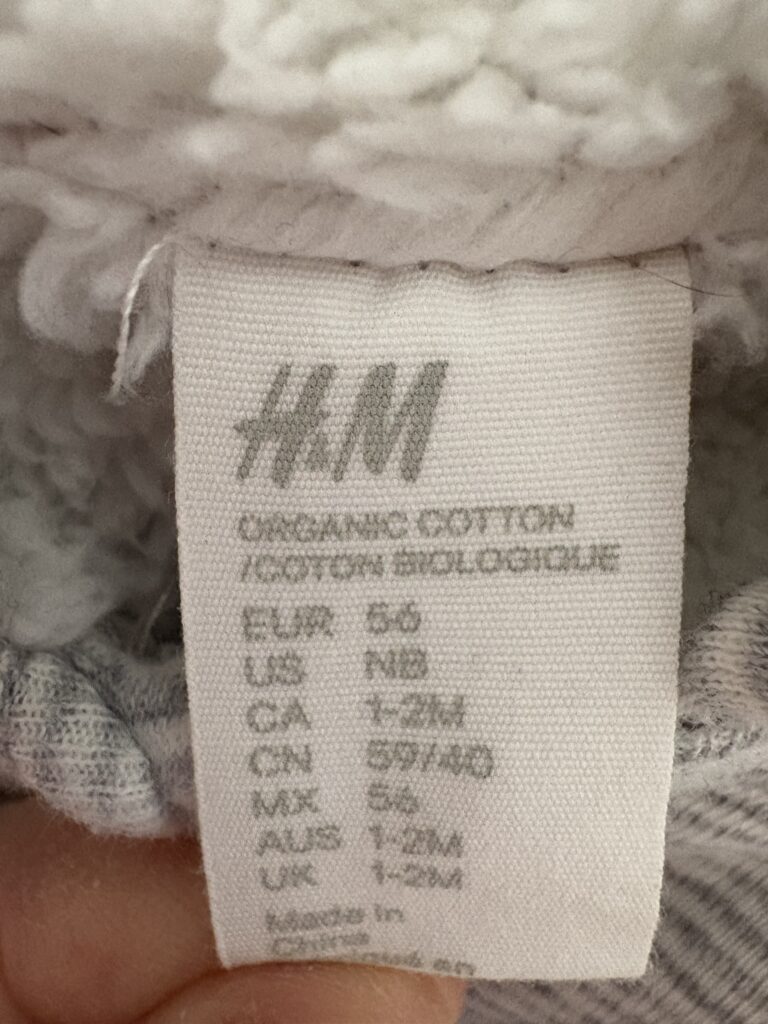 H&M
ORGANIC COTTON
/COTON BIOLOGIQUE
EUR 56
US NB
CA 1-2M
CN 59/40
MX 56
AUS 1-2M
UK 1-2M
Made in
China
en